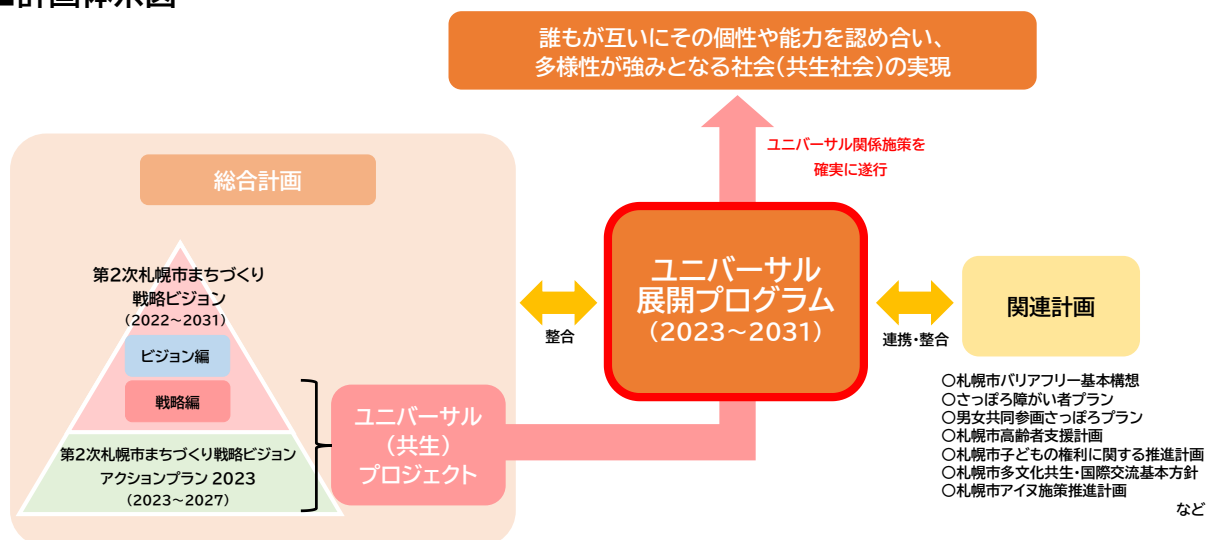 ■計画体系図
誰もが互いにその個性や能力を認め合い、
多様性が強みとなる社会(共生社会)の実現
ユニバーサル関係施策を
確実に遂行
総合計画
第2次札幌市まちづくり
戦略ビジョン
(2022～2031)
ビジョン編
戦略編
第2次札幌市まちづくり戦略ビジョン
アクションプラン 2023
(2023～2027)
ユニバーサル
(共生)
プロジェクト
整合
ユニバーサル
展開プログラム
(2023～2031)
連携・整合
関連計画
○札幌市バリアフリー基本構想
○さっぽろ障がい者プラン
○男女共同参画さっぽろプラン
○札幌市高齢者支援計画
○札幌市子どもの権利に関する推進計画
○札幌市多文化共生・国際交流基本方針
○札幌市アイヌ施策推進計画
など